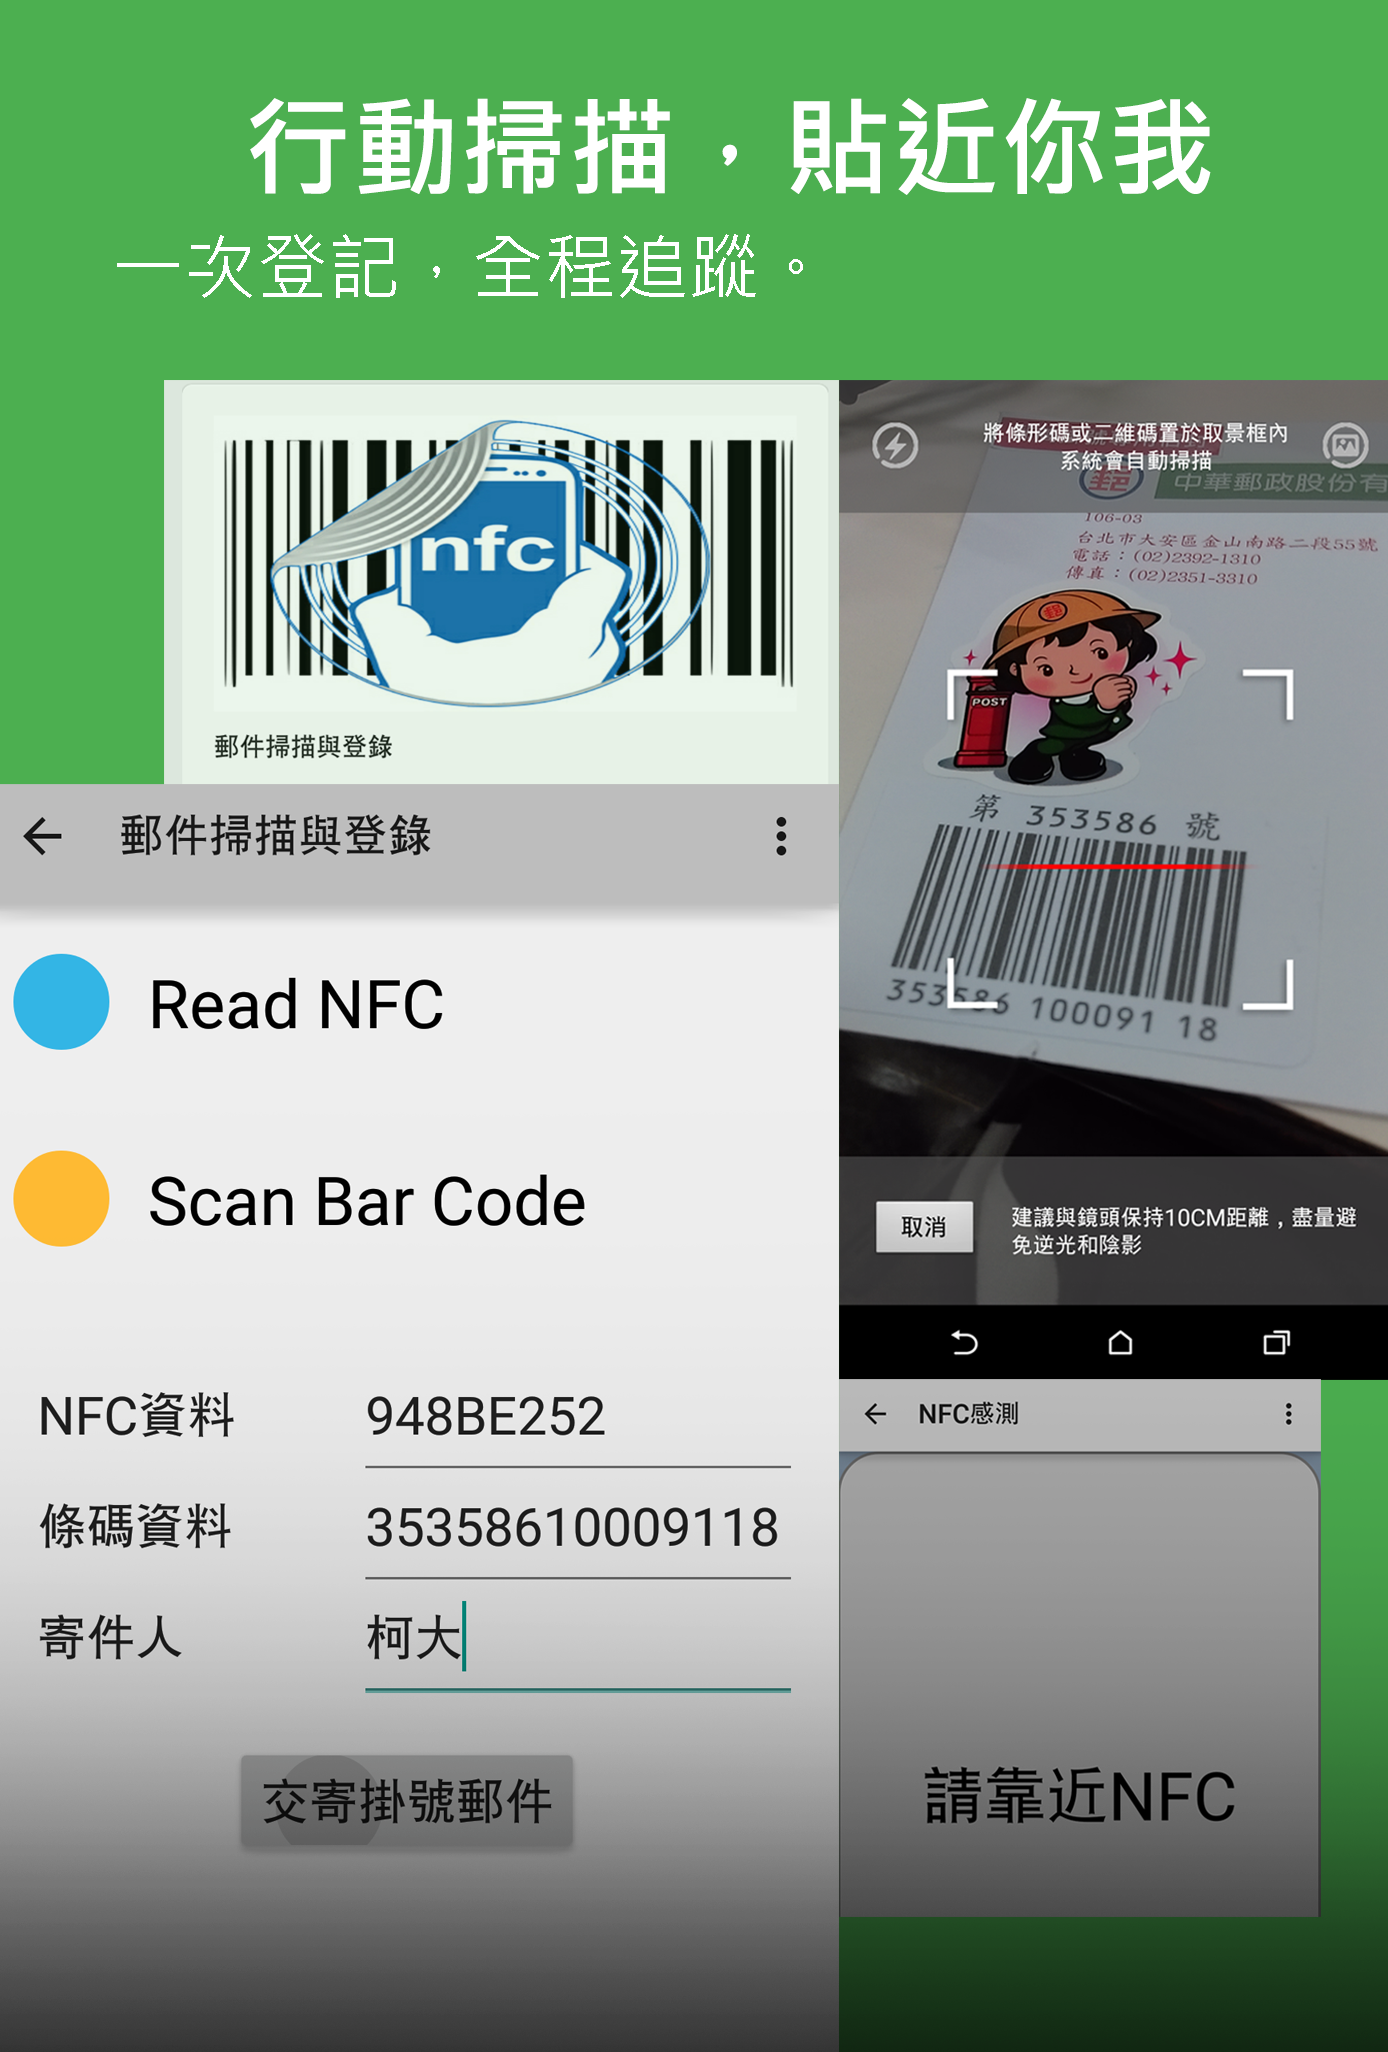 行動掃描，貼近你我
一次登記，全程追蹤。
nfc
郵件掃描與登錄
郵件掃描與登錄
Read NFC
Scan Bar Code
NFC資料
948BE252
條碼資料
35358610009118
寄件人
柯大
交寄掛號郵件
將條形碼或二維碼置於取景框內
系統會自動掃描
郵
中華郵政股份有
106-03
台北市大安區金山南路二段55號
電話：(02)2392-1310
傳真：(02)2351-3310
郵
POST
第 353586 號
353586 100091 18
取消
建議與鏡頭保持10CM距離，盡量避
免逆光和陰影
NFC感測
請靠近NFC